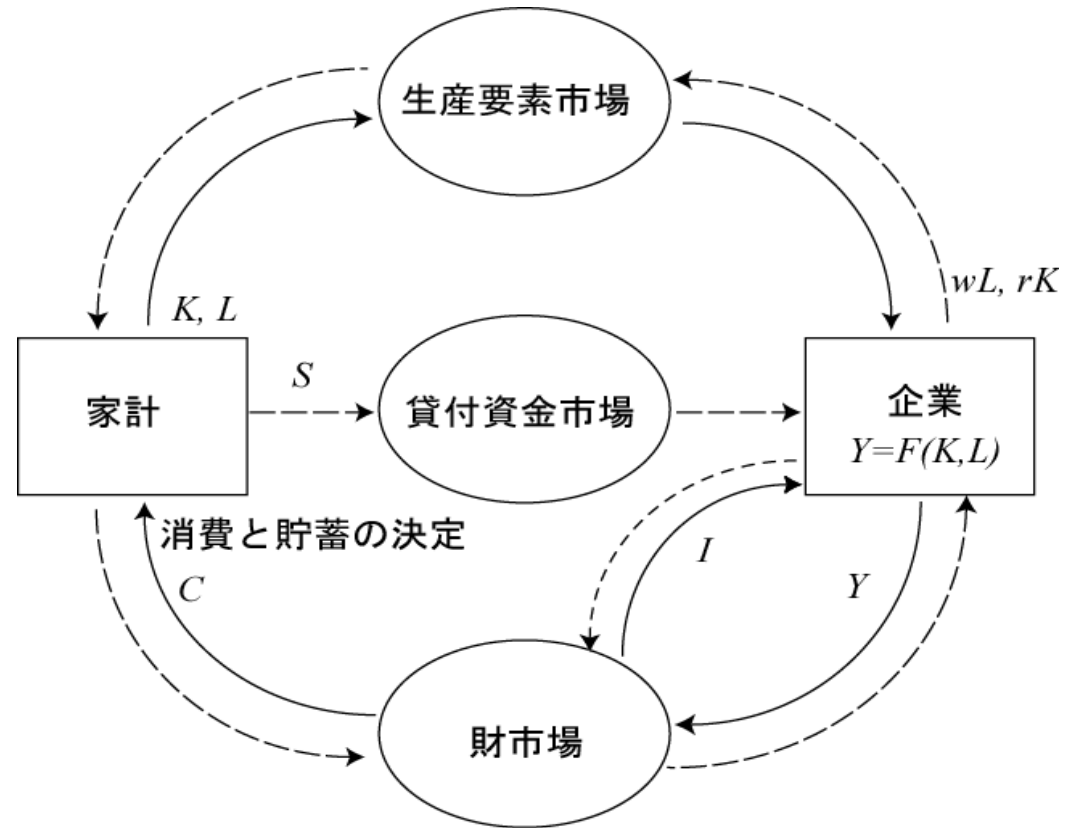 生産要素市場
K, L
wL, rK
家計
S
貸付資金市場
企業
Y=F(K,L)
消費と貯蓄の決定
C
I
Y
財市場